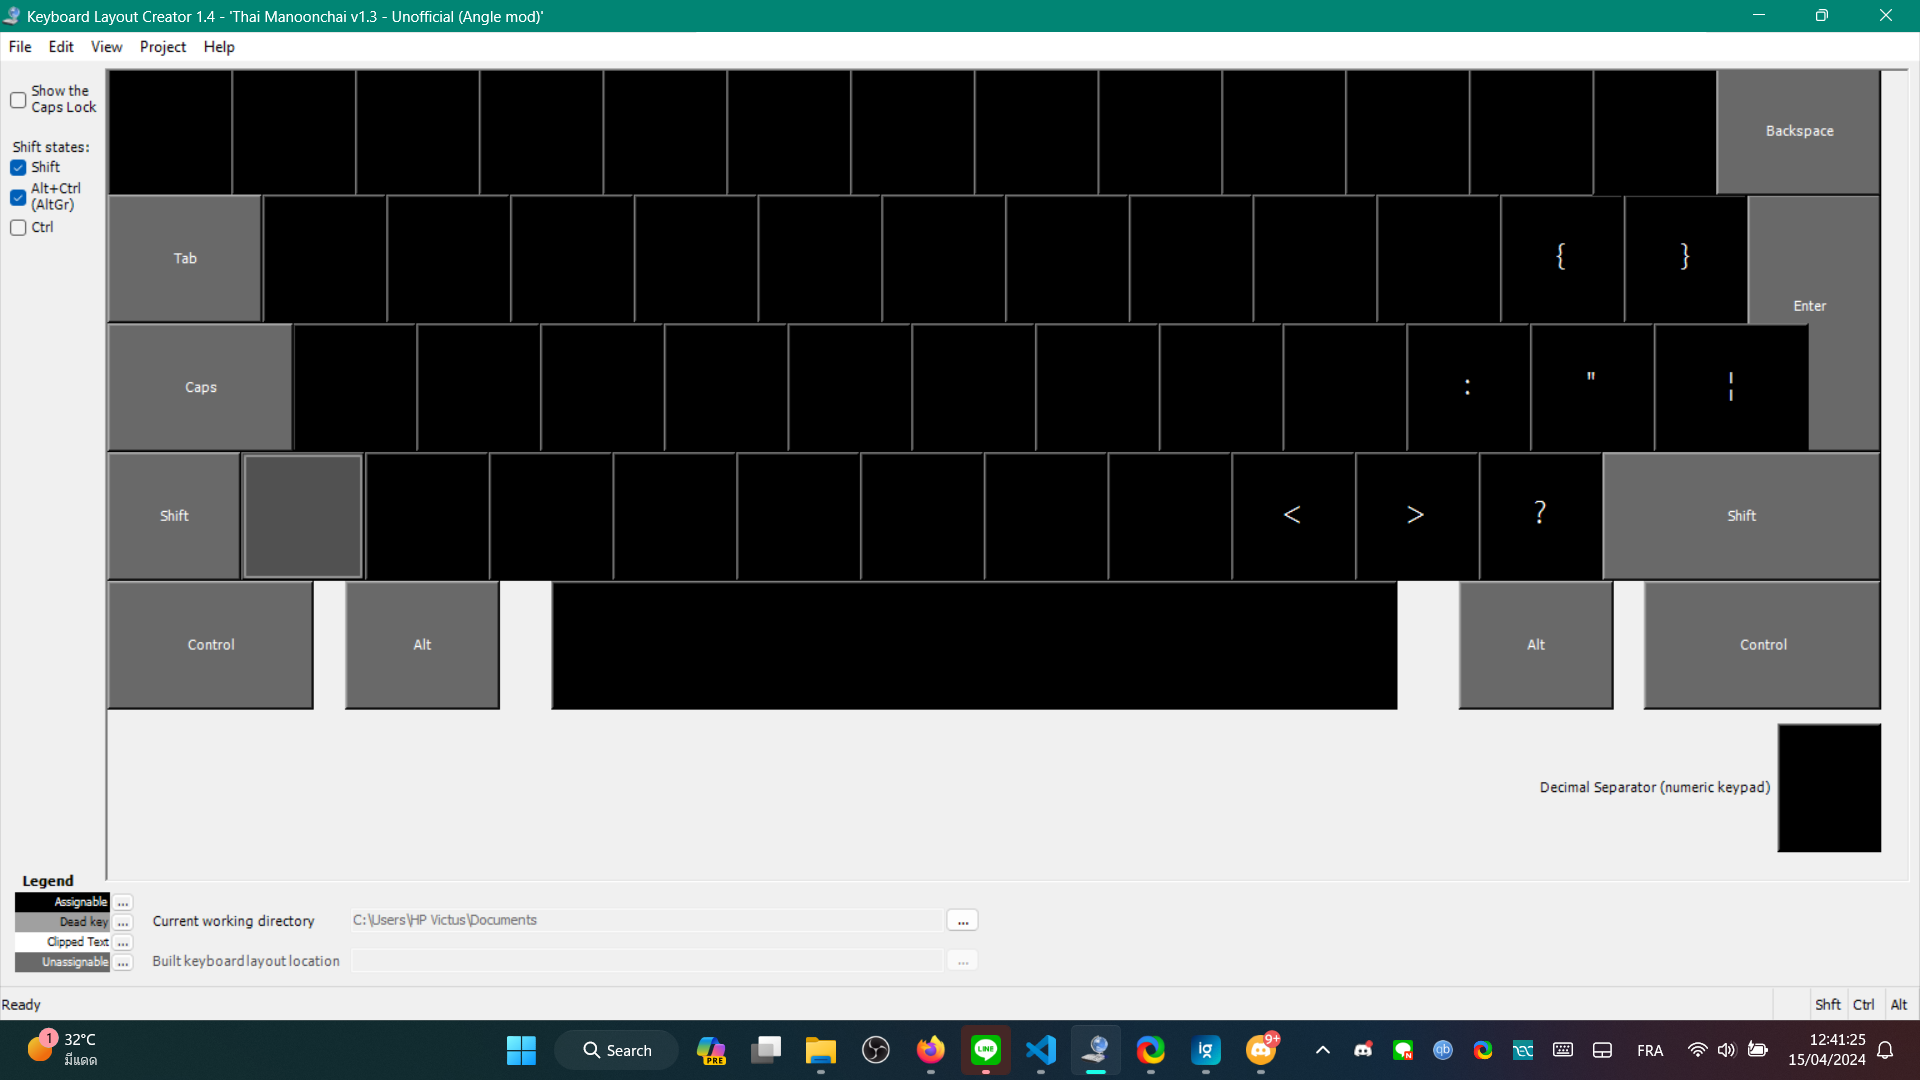 Keyboard Layout Creator 1.4 - 'Thai Manoonchai v1.3 - Unofficial (Angle mod)'
File Edit View Project Help
Show the
Caps Lock
Shift states:
Shift
Alt+Ctrl
(AltGr)
Ctrl
Backspace
Tab { }
Enter
Caps : " ¦
Shift < > ? Shift
Control Alt Alt Control
Decimal Separator (numeric keypad)
Legend
Assignable ...
Dead key ...
Clipped Text ...
Unassignable ...
Current working directory C:\Users\HP Victus\Documents ...
Built keyboard layout location ...
Ready Shft Ctrl Alt
1 32°C
มีแดด
Search
PRE
LINE
ig
9+
N
qb
FRA
12:41:25
15/04/2024